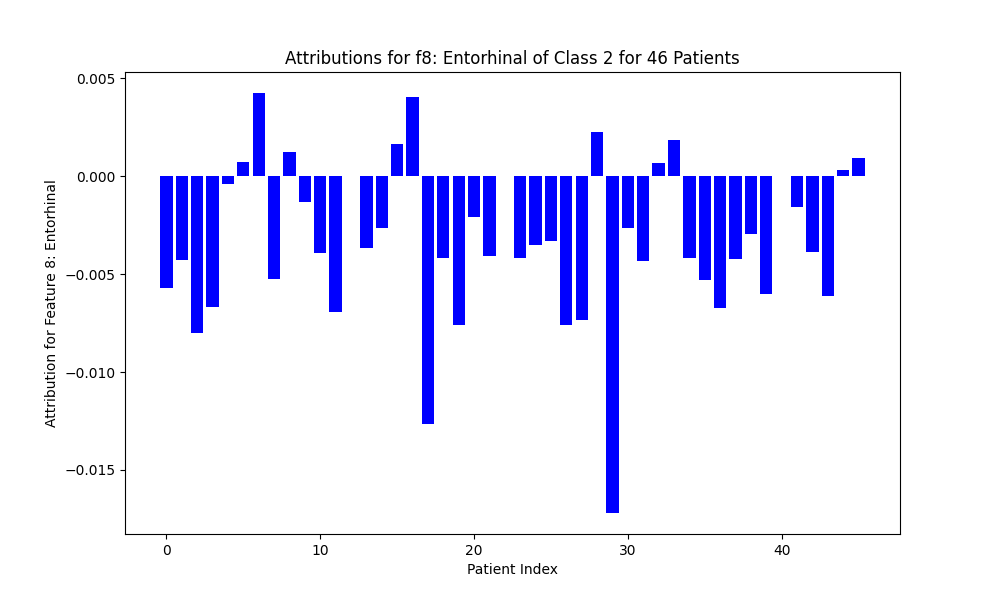 Attributions for f8: Entorhinal of Class 2 for 46 Patients
Attribution for Feature 8: Entorhinal
0.005
0.000
−0.005
−0.010
−0.015
0 10 20 30 40
Patient Index